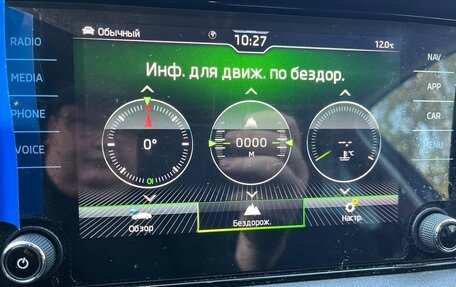 Обычный 10:27 12.0°c
RADIO
MEDIA
PHONE
VOICE
NAV
APP
CAR
MENU
Инф. для движ. по бездор.
0° 0000 --.- °c
м
Обзор Бездорож. Настр.